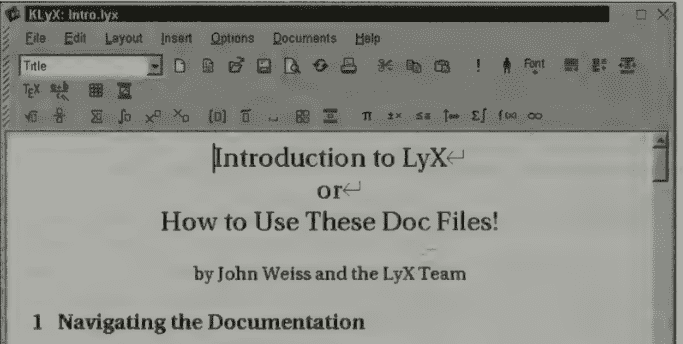 KLyX: Intro.lyx
File Edit Layout Insert Options Documents Help
Title
Font
TEX a+b
π ±× ≤≥ Σ∫ f(x) ∞
Introduction to LyX↵
or↵
How to Use These Doc Files!
by John Weiss and the LyX Team
1 Navigating the Documentation